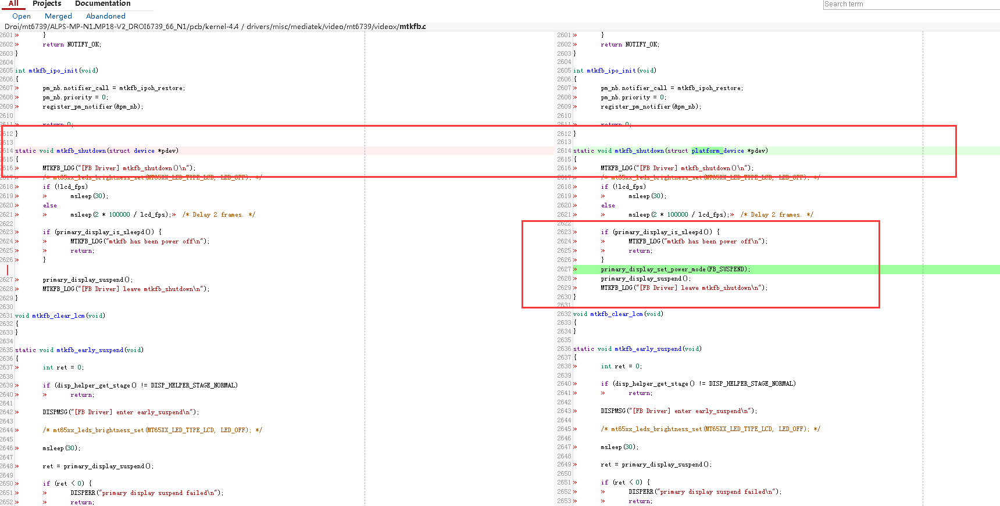 All Projects Documentation
Search term
Open Merged Abandoned
Droi/mt6739/ALPS-MP-N1.MP18-V2_DROI6739_66_N1/pcb/kernel-4.4 / drivers/misc/mediatek/video/mt6739/videox/mtkfb.c
2601 » }
2602 » return NOTIFY_OK;
2603 }
2604
2605 int mtkfb_ipo_init(void)
2606 {
2607 » pm_nb.notifier_call = mtkfb_ipoh_restore;
2608 » pm_nb.priority = 0;
2609 » register_pm_notifier(&pm_nb);
2610
2611 » return 0;
2612 }
2613
2614 static void mtkfb_shutdown(struct device *pdev)
2615 {
2616 » MTKFB_LOG("[FB Driver] mtkfb_shutdown()\n");
2617 » /* mt65xx_leds_brightness_set(MT65XX_LED_TYPE_LCD, LED_OFF); */
2618 » if (!lcd_fps)
2619 » » msleep(30);
2620 » else
2621 » » msleep(2 * 100000 / lcd_fps);» /* Delay 2 frames. */
2622
2623 » if (primary_display_is_sleepd()) {
2624 » » MTKFB_LOG("mtkfb has been power off\n");
2625 » » return;
2626 » }
2627 » primary_display_suspend();
2628 » MTKFB_LOG("[FB Driver] leave mtkfb_shutdown\n");
2629 }
2630
2631 void mtkfb_clear_lcm(void)
2632 {
2633 }
2634
2635 static void mtkfb_early_suspend(void)
2636 {
2637 » int ret = 0;
2638
2639 » if (disp_helper_get_stage() != DISP_HELPER_STAGE_NORMAL)
2640 » » return;
2641
2642 » DISPMSG("[FB Driver] enter early_suspend\n");
2643
2644 » /* mt65xx_leds_brightness_set(MT65XX_LED_TYPE_LCD, LED_OFF); */
2645
2646 » msleep(30);
2647
2648 » ret = primary_display_suspend();
2649
2650 » if (ret < 0) {
2651 » » DISPERR("primary display suspend failed\n");
2652 » » return;
2601 » }
2602 » return NOTIFY_OK;
2603 }
2604
2605 int mtkfb_ipo_init(void)
2606 {
2607 » pm_nb.notifier_call = mtkfb_ipoh_restore;
2608 » pm_nb.priority = 0;
2609 » register_pm_notifier(&pm_nb);
2610
2611 » return 0;
2612 }
2613
2614 static void mtkfb_shutdown(struct platform_device *pdev)
2615 {
2616 » MTKFB_LOG("[FB Driver] mtkfb_shutdown()\n");
2617 » /* mt65xx_leds_brightness_set(MT65XX_LED_TYPE_LCD, LED_OFF); */
2618 » if (!lcd_fps)
2619 » » msleep(30);
2620 » else
2621 » » msleep(2 * 100000 / lcd_fps);» /* Delay 2 frames. */
2622
2623 » if (primary_display_is_sleepd()) {
2624 » » MTKFB_LOG("mtkfb has been power off\n");
2625 » » return;
2626 » }
2627 » primary_display_set_power_mode(FB_SUSPEND);
2628 » primary_display_suspend();
2629 » MTKFB_LOG("[FB Driver] leave mtkfb_shutdown\n");
2630 }
2631
2632 void mtkfb_clear_lcm(void)
2633 {
2634 }
2635
2636 static void mtkfb_early_suspend(void)
2637 {
2638 » int ret = 0;
2639
2640 » if (disp_helper_get_stage() != DISP_HELPER_STAGE_NORMAL)
2641 » » return;
2642
2643 » DISPMSG("[FB Driver] enter early_suspend\n");
2644
2645 » /* mt65xx_leds_brightness_set(MT65XX_LED_TYPE_LCD, LED_OFF); */
2646
2647 » msleep(30);
2648
2649 » ret = primary_display_suspend();
2650
2651 » if (ret < 0) {
2652 » » DISPERR("primary display suspend failed\n");
2653 » » return;